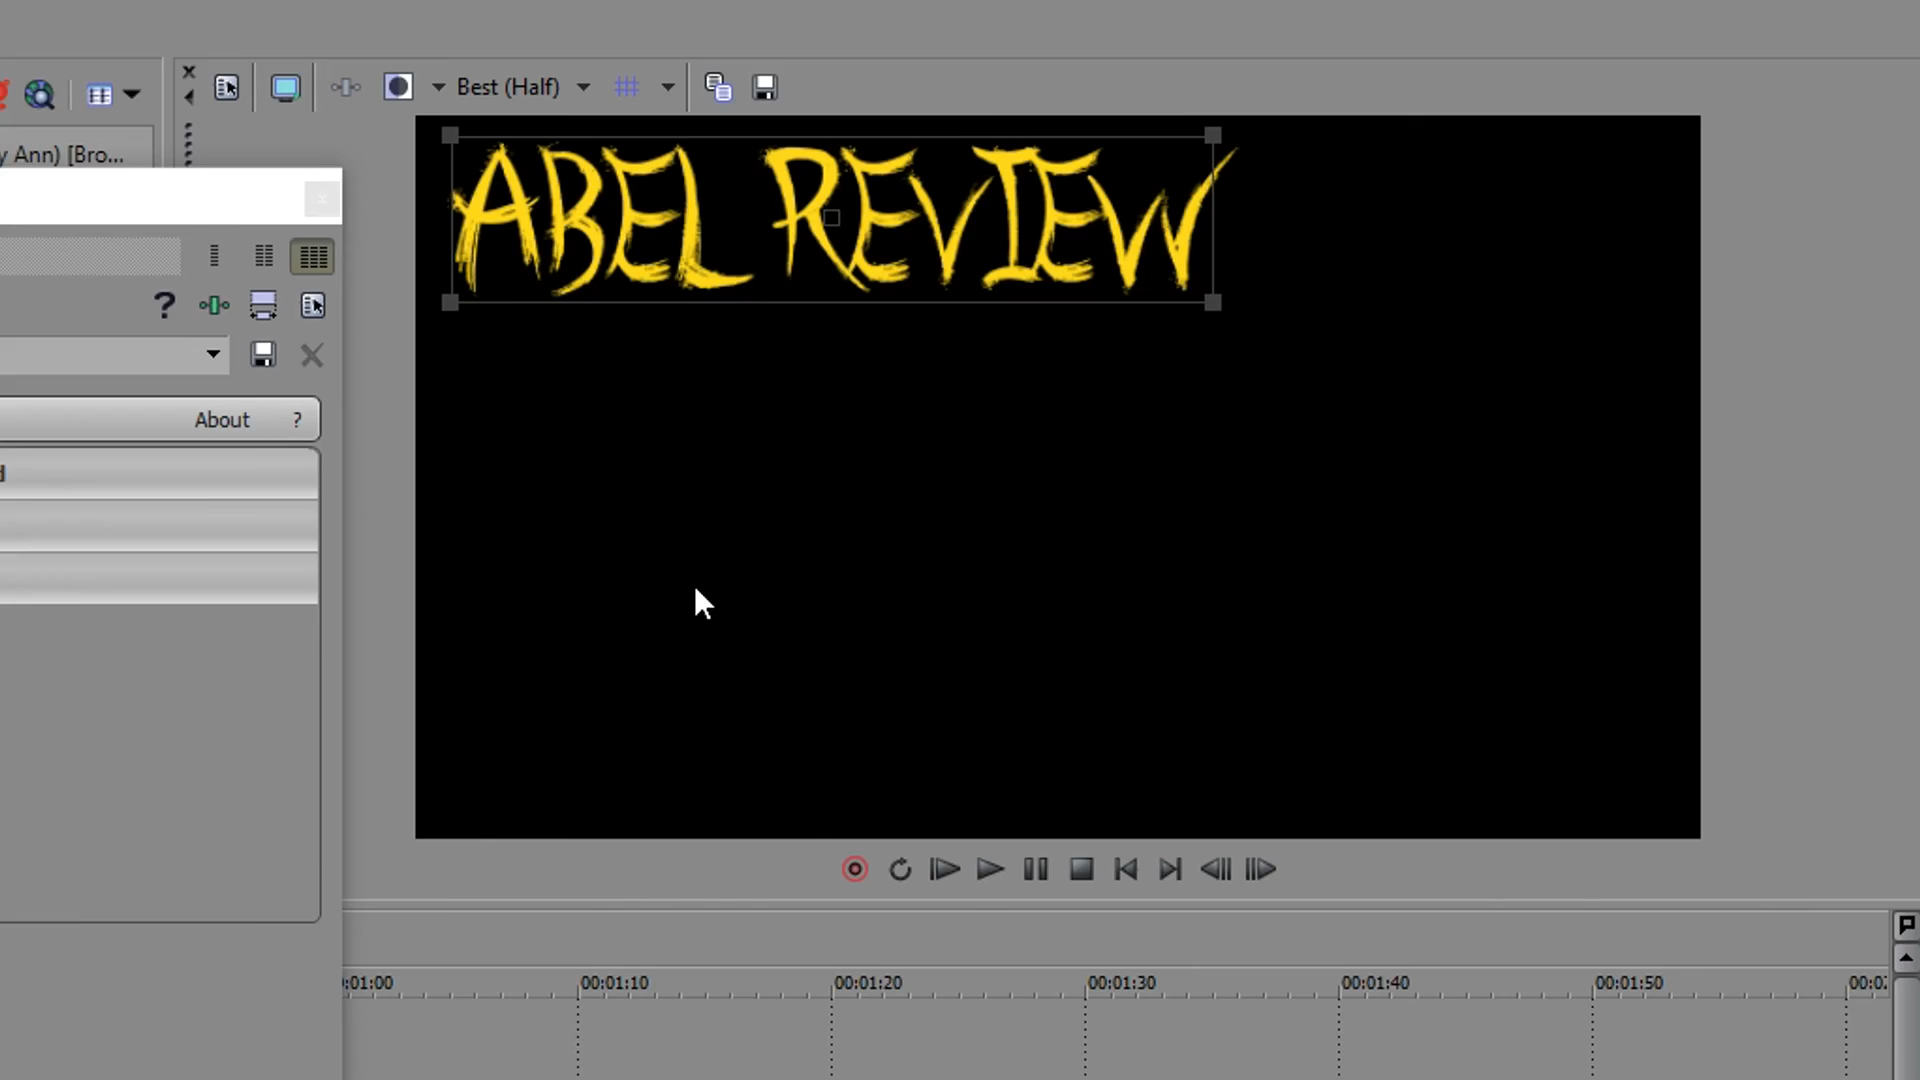 Best (Half)
y Ann) [Bro...
ABEL REVIEW
?
About ?
d
:01:00 00:01:10 00:01:20 00:01:30 00:01:40 00:01:50 00:0